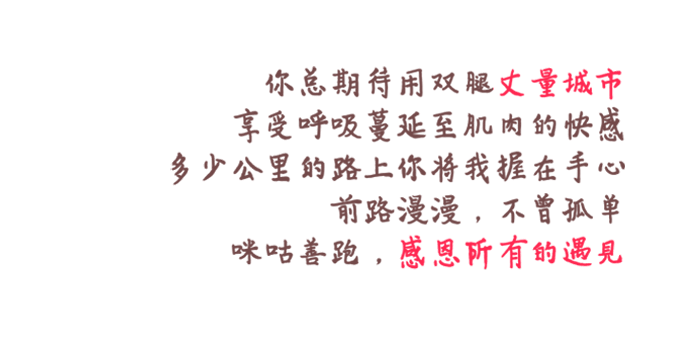 你总期待用双腿丈量城市
享受呼吸蔓延至肌肉的快感
多少公里的路上你将我握在手心
前路漫漫，不曾孤单
咪咕善跑，感恩所有的遇见